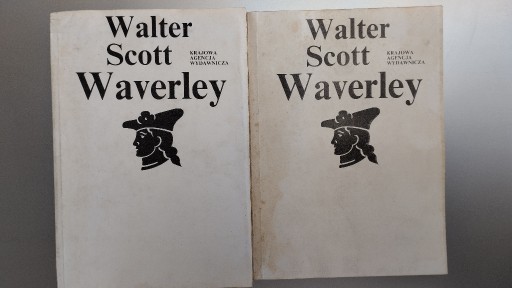 Walter
Scott
KRAJOWA
AGENCJA
WYDAWNICZA
Waverley
Walter
Scott
KRAJOWA
AGENCJA
WYDAWNICZA
Waverley